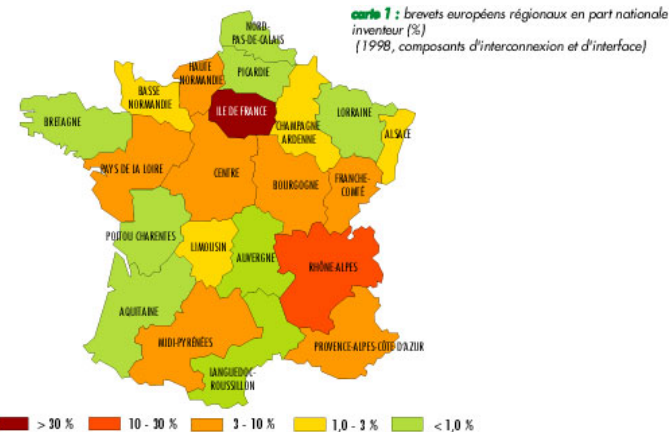 carte 1 : brevets européens régionaux en part nationale
inventeur (%)
(1998, composants d'interconnexion et d'interface)
NORD-
PAS-DE-CALAIS
PICARDIE
HAUTE
NORMANDIE
BASSE
NORMANDIE
ILE DE FRANCE
CHAMPAGNE
ARDENNE
LORRAINE
ALSACE
BRETAGNE
PAYS DE LA LOIRE
CENTRE
BOURGOGNE
FRANCHE-
COMTÉ
POITOU CHARENTES
LIMOUSIN
AUVERGNE
RHÔNE-ALPES
AQUITAINE
MIDI-PYRÉNÉES
PROVENCE-ALPES-CÔTE-D'AZUR
LANGUEDOC-
ROUSSILLON
> 30 % 10 - 30 % 3 - 10 % 1,0 - 3 % < 1,0 %